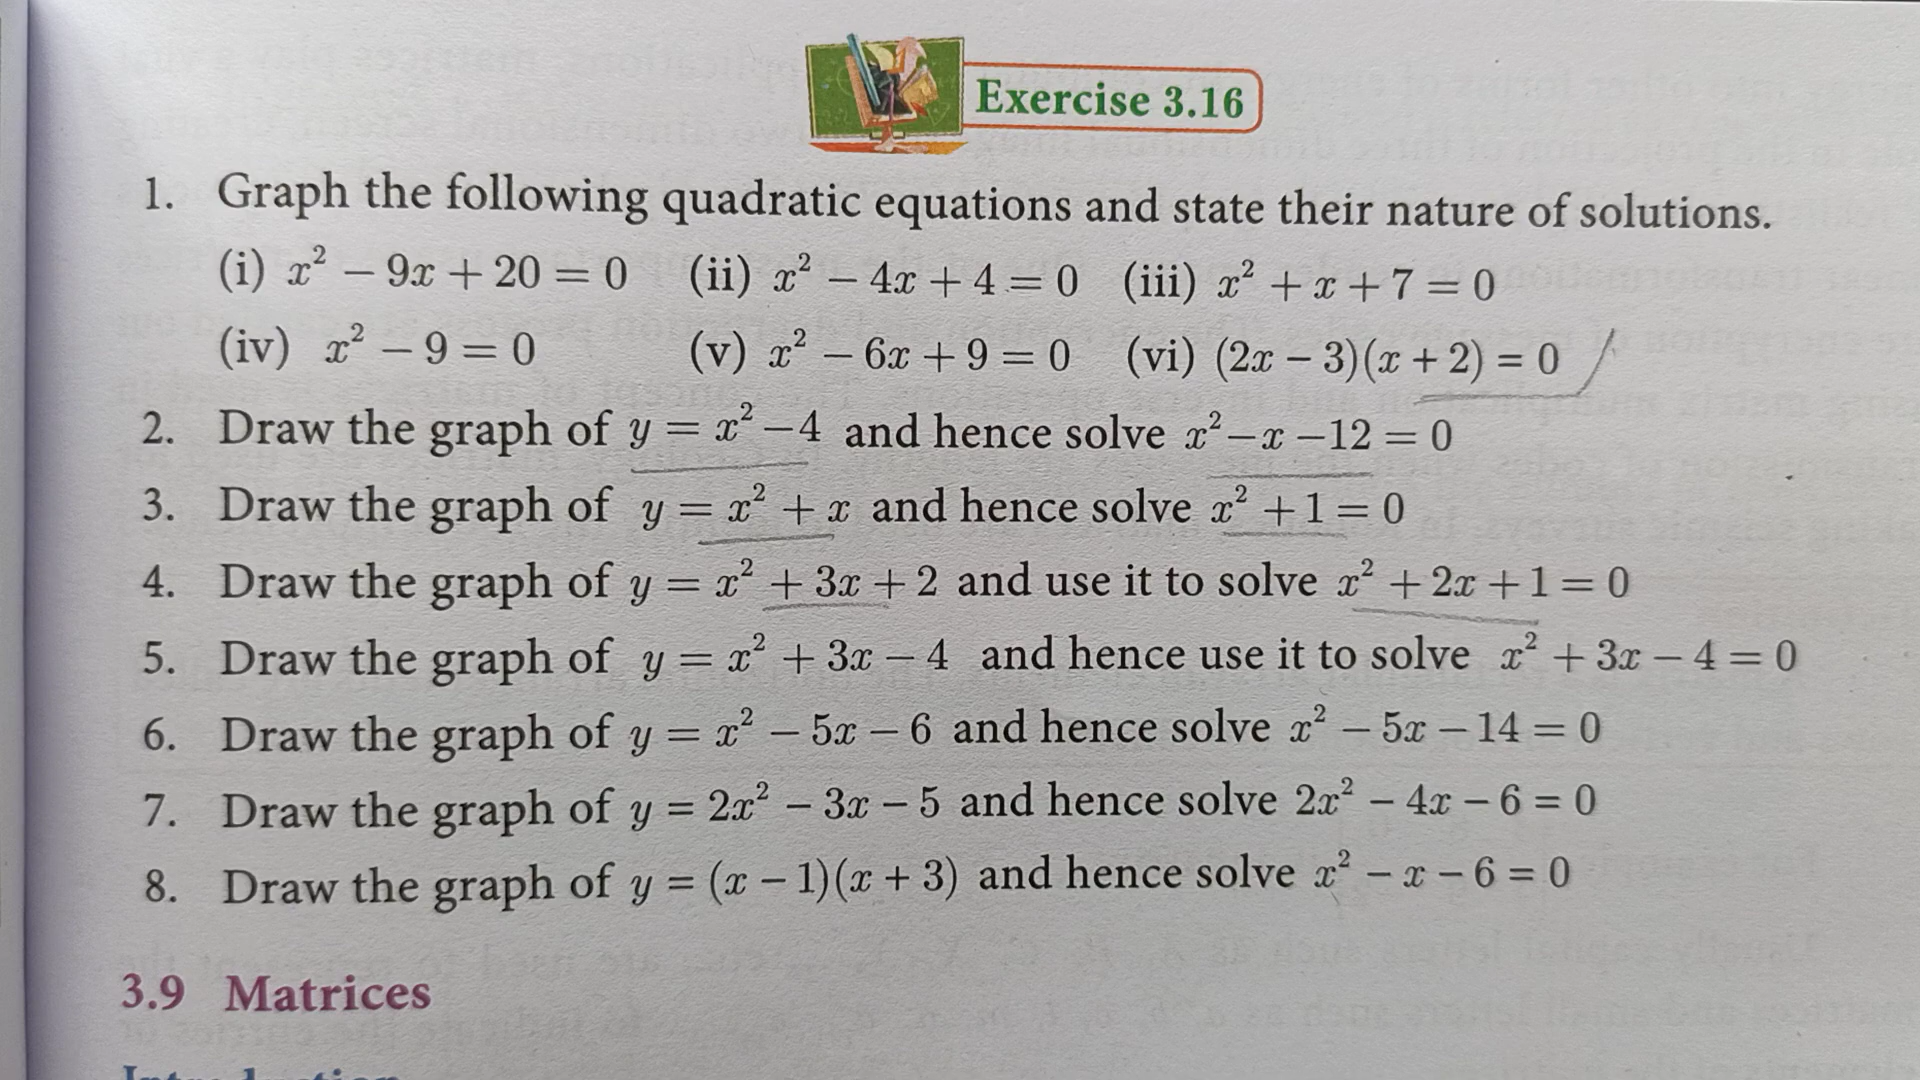 Exercise 3.16
1. Graph the following quadratic equations and state their nature of solutions.
(i) x² – 9x + 20 = 0 (ii) x² – 4x + 4 = 0 (iii) x² + x + 7 = 0
(iv) x² – 9 = 0 (v) x² – 6x + 9 = 0 (vi) (2x – 3)(x + 2) = 0
2. Draw the graph of y = x² – 4 and hence solve x² – x – 12 = 0
3. Draw the graph of y = x² + x and hence solve x² + 1 = 0
4. Draw the graph of y = x² + 3x + 2 and use it to solve x² + 2x + 1 = 0
5. Draw the graph of y = x² + 3x – 4 and hence use it to solve x² + 3x – 4 = 0
6. Draw the graph of y = x² – 5x – 6 and hence solve x² – 5x – 14 = 0
7. Draw the graph of y = 2x² – 3x – 5 and hence solve 2x² – 4x – 6 = 0
8. Draw the graph of y = (x – 1)(x + 3) and hence solve x² – x – 6 = 0
3.9 Matrices